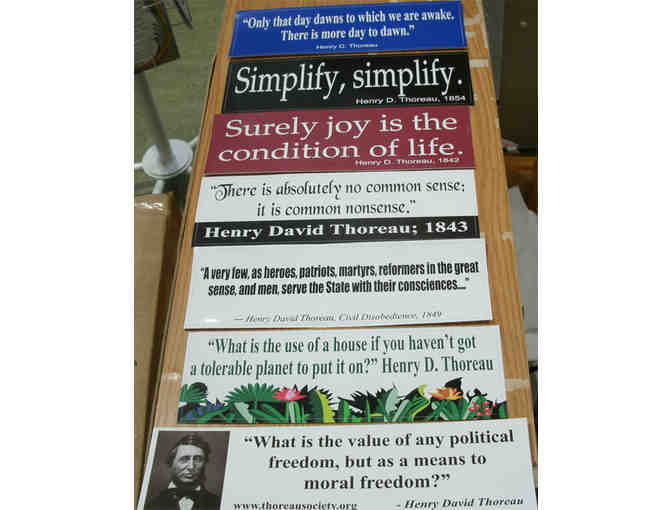 "Only that day dawns to which we are awake.
There is more day to dawn."
Henry D. Thoreau
Simplify, simplify.
Henry D. Thoreau, 1854
Surely joy is the
condition of life.
Henry D. Thoreau, 1842
"There is absolutely no common sense;
it is common nonsense."
Henry David Thoreau; 1843
"A very few, as heroes, patriots, martyrs, reformers in the great
sense, and men, serve the State with their consciences...."
— Henry David Thoreau, Civil Disobedience, 1849
"What is the use of a house if you haven't got
a tolerable planet to put it on?" Henry D. Thoreau
"What is the value of any political
freedom, but as a means to
moral freedom?"
www.thoreausociety.org - Henry David Thoreau